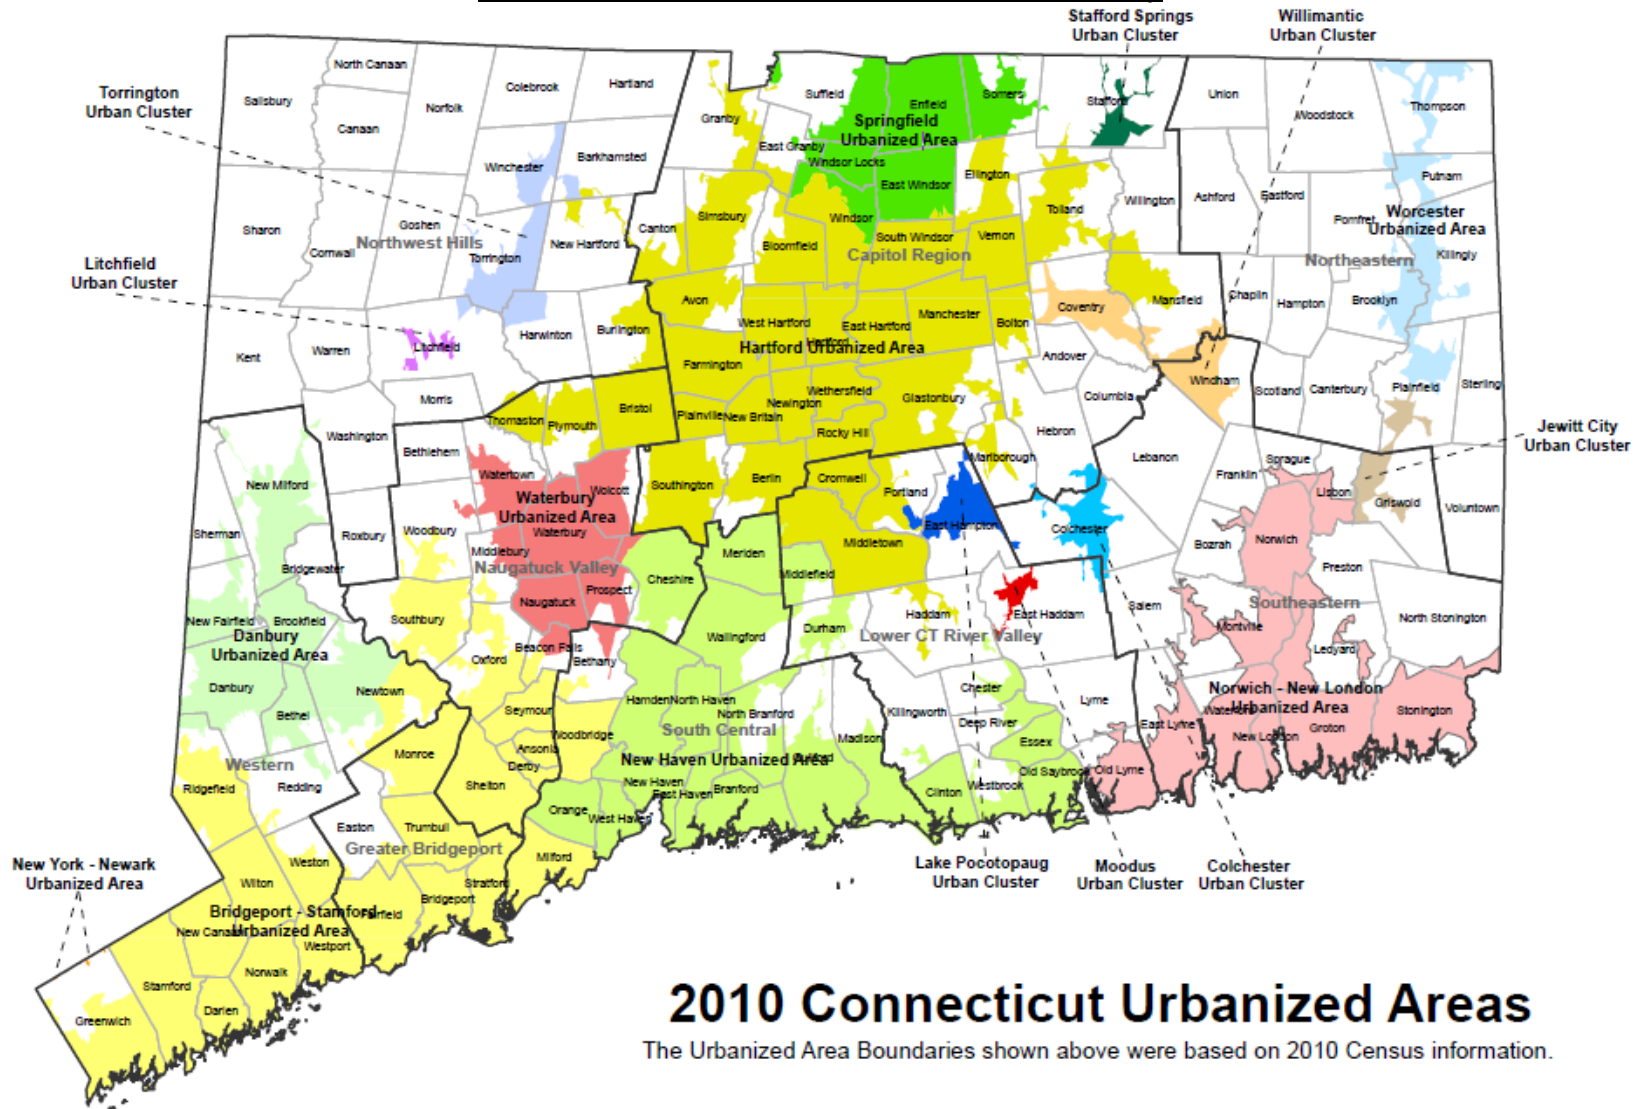 Stafford Springs
Urban Cluster
Willimantic
Urban Cluster
Torrington
Urban Cluster
Litchfield
Urban Cluster
North Canaan
Salisbury
Canaan
Norfolk
Colebrook
Hartland
Winchester
Barkhamsted
Sharon
Cornwall
Goshen
Northwest Hills
Torrington
New Hartford
Kent
Warren
Litchfield
Harwinton
Burlington
Morris
Granby
Suffield
East Granby
Enfield
Somers
Springfield
Urbanized Area
Windsor Locks
East Windsor
Ellington
Stafford
Union
Woodstock
Thompson
Putnam
Willington
Ashford
Eastford
Pomfret
Worcester
Urbanized Area
Killingly
Northeastern
Canton
Simsbury
Windsor
Bloomfield
South Windsor
Vernon
Tolland
Capitol Region
Avon
West Hartford
East Hartford
Manchester
Bolton
Coventry
Mansfield
Chaplin
Hampton
Brooklyn
Hartford
Hartford Urbanized Area
Farmington
Andover
Wethersfield
Newington
Glastonbury
Columbia
Windham
Scotland
Canterbury
Plainfield
Sterling
Thomaston
Plymouth
Bristol
Plainville
New Britain
Rocky Hill
Hebron
Jewitt City
Urban Cluster
Washington
Bethlehem
Watertown
Wolcott
Waterbury
Urbanized Area
Waterbury
Southington
Berlin
Cromwell
Portland
Marlborough
East Hampton
Lebanon
Franklin
Sprague
Lisbon
Griswold
Voluntown
New Milford
Sherman
Roxbury
Woodbury
Middlebury
Naugatuck Valley
Bridgewater
Meriden
Middletown
Colchester
Bozrah
Norwich
Preston
Cheshire
Middlefield
Prospect
Naugatuck
New Fairfield
Brookfield
Danbury
Urbanized Area
Southbury
Beacon Falls
Bethany
Oxford
Wallingford
Durham
Haddam
East Haddam
Lower CT River Valley
Salem
Southeastern
Montville
North Stonington
Ledyard
Danbury
Newtown
Bethel
Seymour
Hamden
North Haven
North Branford
South Central
Killingworth
Chester
Deep River
Lyme
Norwich - New London
Urbanized Area
East Lyme
New London
Groton
Stonington
Western
Redding
Ridgefield
Monroe
Ansonia
Derby
Shelton
Woodbridge
New Haven Urbanized Area
Madison
Essex
New Haven
East Haven
Branford
Orange
West Haven
Clinton
Westbrook
Old Saybrook
Old Lyme
Easton
Trumbull
Greater Bridgeport
Milford
Weston
Wilton
Stratford
Bridgeport
Fairfield
New York - Newark
Urbanized Area
Bridgeport - Stamford
Urbanized Area
Westport
Norwalk
Stamford
Darien
Greenwich
Lake Pocotopaug
Urban Cluster
Moodus
Urban Cluster
Colchester
Urban Cluster
2010 Connecticut Urbanized Areas
The Urbanized Area Boundaries shown above were based on 2010 Census information.